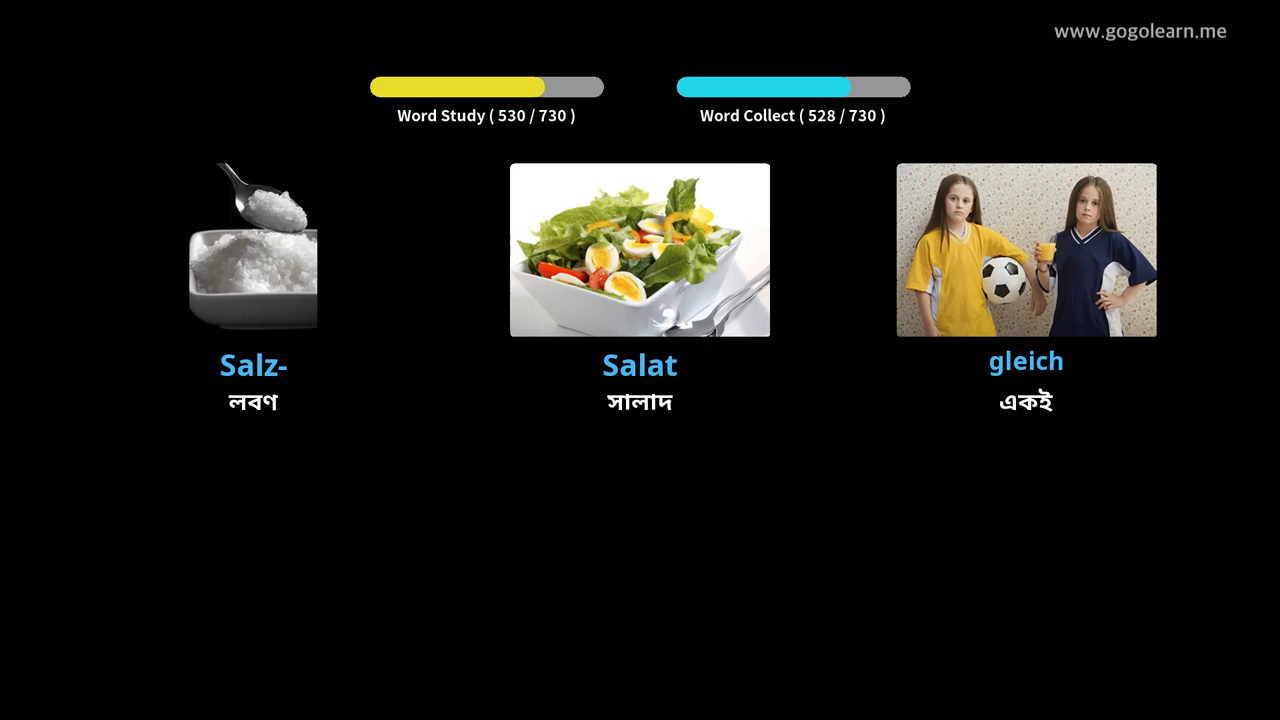 www.gogolearn.me
Word Study ( 530 / 730 )
Word Collect ( 528 / 730 )
Salz-
লবণ
Salat
সালাদ
gleich
একই